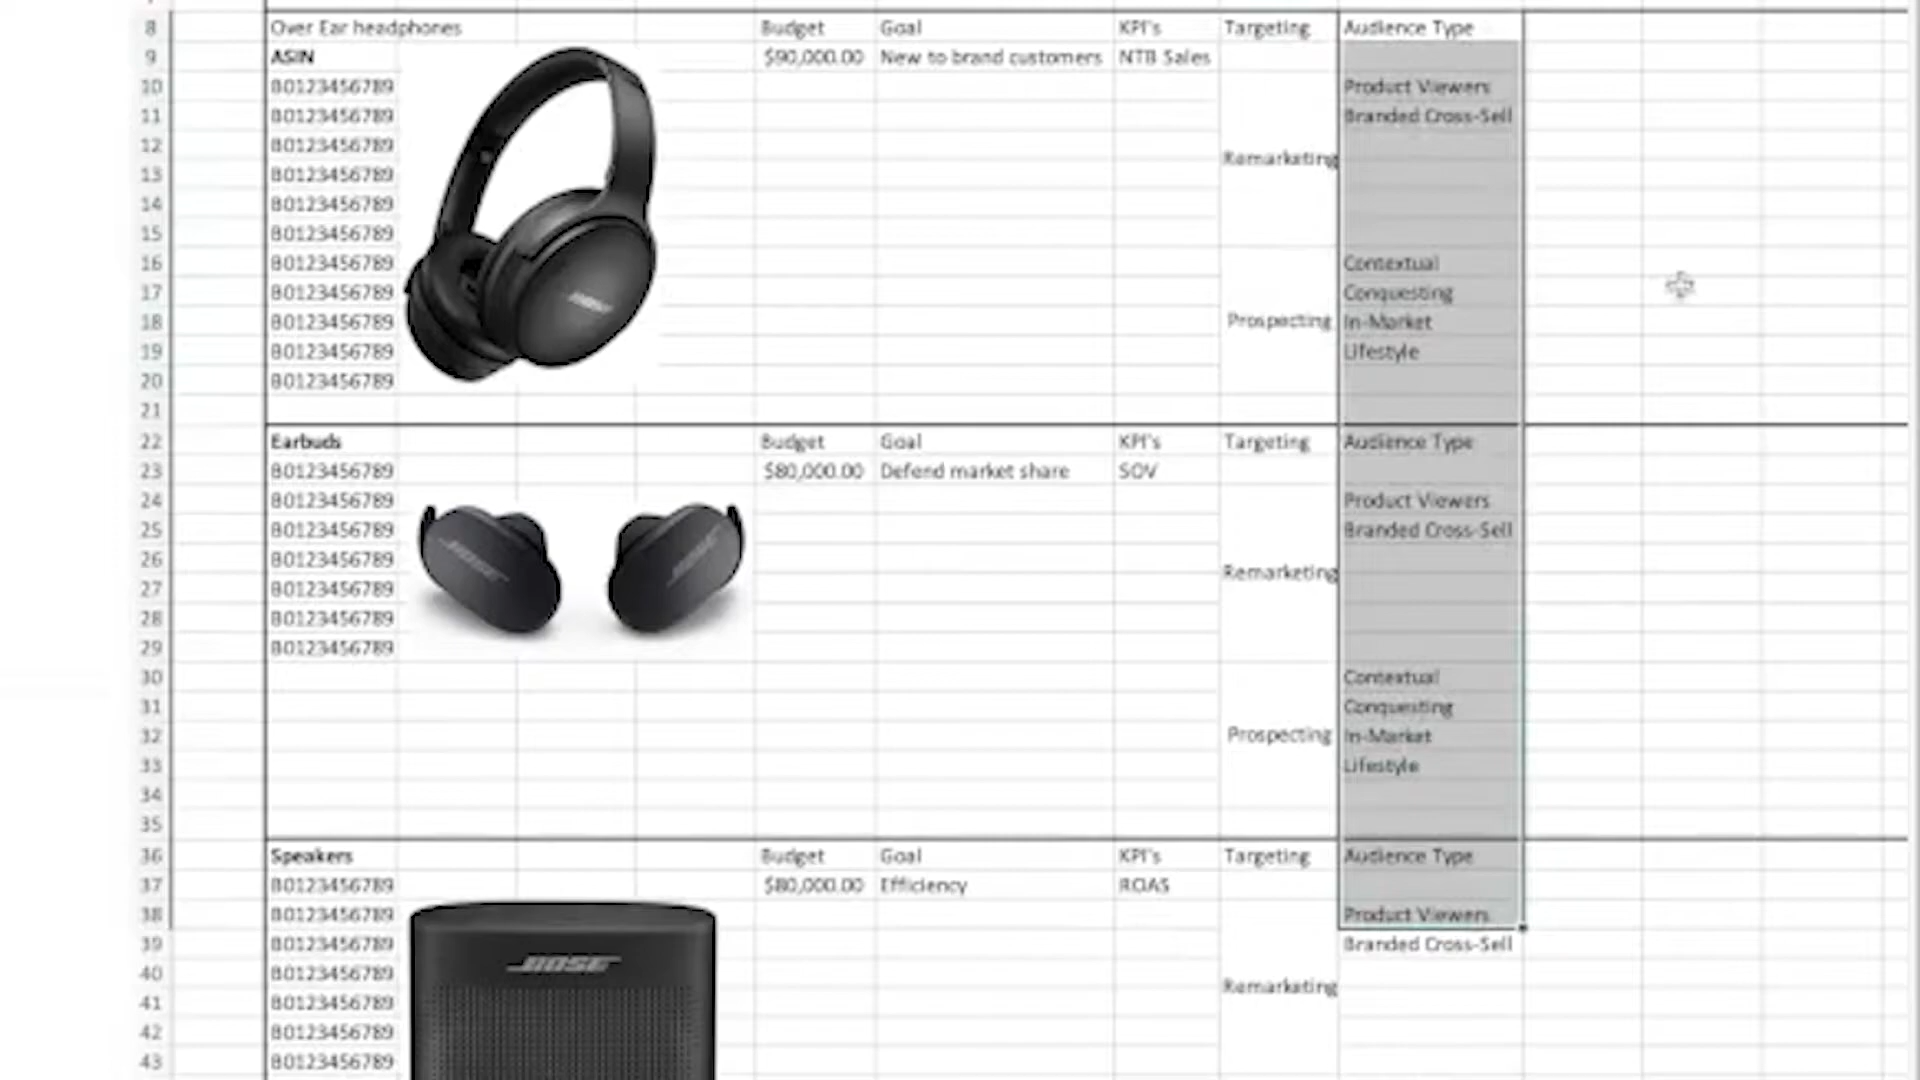 8 Over Ear headphones Budget Goal KPI's Targeting Audience Type
9 ASIN $90,000.00 New to brand customers NTB Sales
10 B0123456789 Product Viewers
11 B0123456789 Branded Cross-Sell
12 B0123456789
Remarketing
13 B0123456789
14 B0123456789
15 B0123456789
16 B0123456789 Contextual
17 B0123456789 BOSE Conquesting
18 B0123456789 Prospecting In-Market
19 B0123456789 Lifestyle
20 B0123456789
21
22 Earbuds Budget Goal KPI's Targeting Audience Type
23 B0123456789 $80,000.00 Defend market share SOV
24 B0123456789 Product Viewers
25 B0123456789 Branded Cross-Sell
26 B0123456789 BOSE BOSE
Remarketing
27 B0123456789
28 B0123456789
29 B0123456789
30 Contextual
31 Conquesting
32 Prospecting In-Market
33 Lifestyle
34
35
36 Speakers Budget Goal KPI's Targeting Audience Type
37 B0123456789 $80,000.00 Efficiency ROAS
38 B0123456789 Product Viewers
39 B0123456789 Branded Cross-Sell
BOSE
40 B0123456789
Remarketing
41 B0123456789
42 B0123456789
43 B0123456789